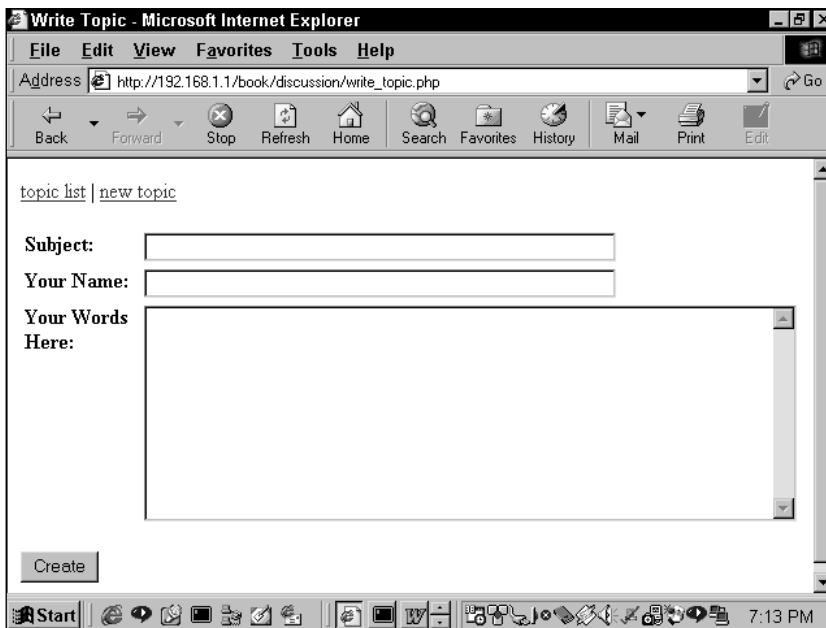 Write Topic - Microsoft Internet Explorer
File Edit View Favorites Tools Help
Address http://192.168.1.1/book/discussion/write_topic.php Go
Back Forward Stop Refresh Home Search Favorites History Mail Print Edit
topic list | new topic
Subject:
Your Name:
Your Words
Here:
Create
Start W 7:13 PM